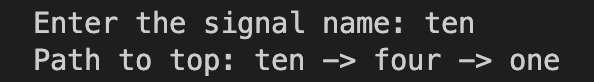 Enter the signal name: ten
Path to top: ten -> four -> one